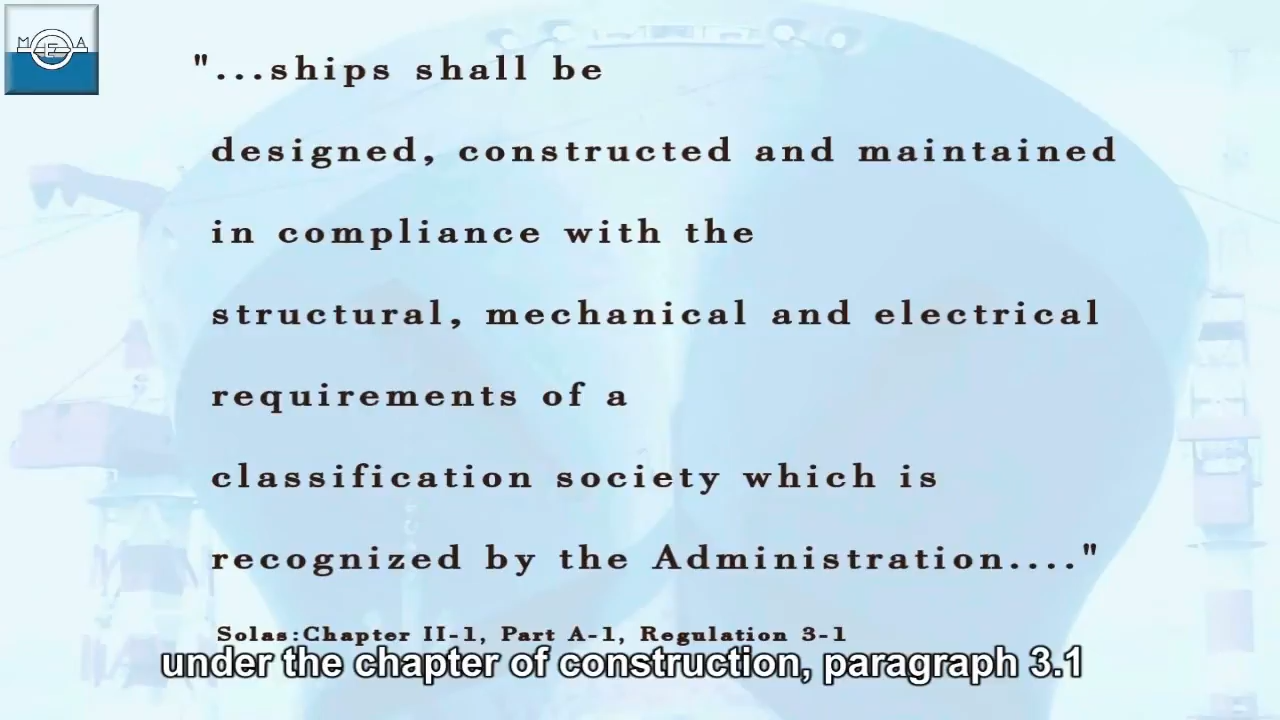 MEA
"...ships shall be
designed, constructed and maintained
in compliance with the
structural, mechanical and electrical
requirements of a
classification society which is
recognized by the Administration...."
Solas:Chapter II-1, Part A-1, Regulation 3-1
under the chapter of construction, paragraph 3.1